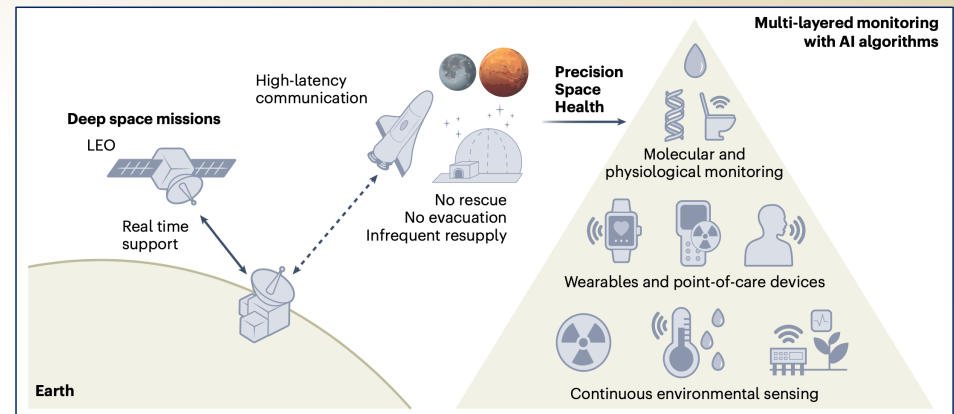 Multi-layered monitoring
with AI algorithms
Deep space missions
LEO
Real time
support
High-latency
communication
No rescue
No evacuation
Infrequent resupply
Precision
Space
Health
Molecular and
physiological monitoring
Wearables and point-of-care devices
Continuous environmental sensing
Earth